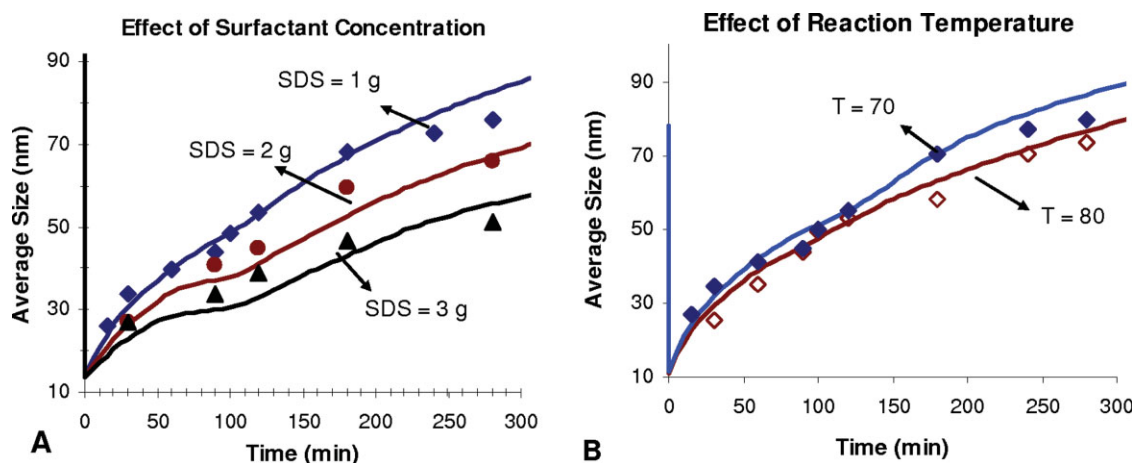 Effect of Surfactant Concentration
90
70
50
30
10
Average Size (nm)
SDS = 1 g
SDS = 2 g
SDS = 3 g
0 50 100 150 200 250 300
Time (min)
A
Effect of Reaction Temperature
90
70
50
30
10
Average Size (nm)
T = 70
T = 80
0 50 100 150 200 250 300
Time (min)
B